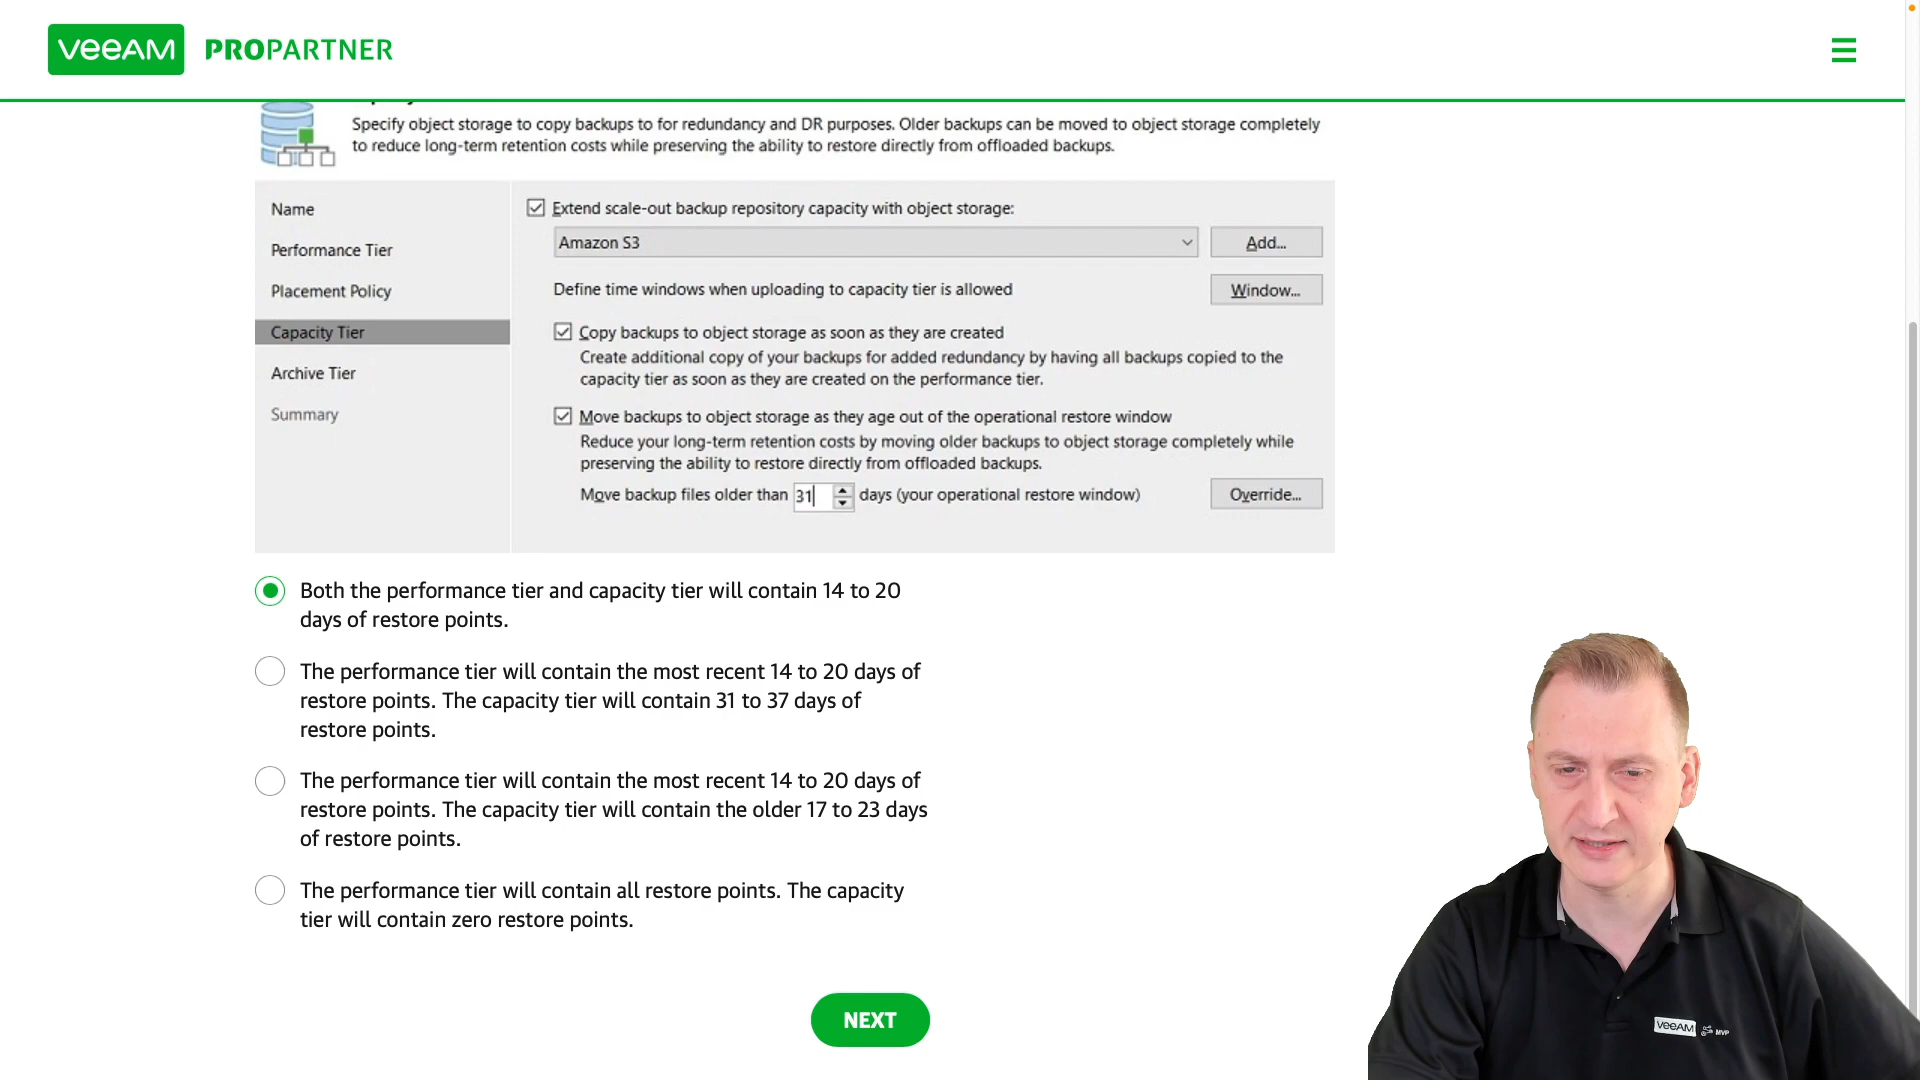 veeAM PROPARTNER
Specify object storage to copy backups to for redundancy and DR purposes. Older backups can be moved to object storage completely
to reduce long-term retention costs while preserving the ability to restore directly from offloaded backups.
Name
Performance Tier
Placement Policy
Capacity Tier
Archive Tier
Summary
Extend scale-out backup repository capacity with object storage:
Amazon S3
Add...
Define time windows when uploading to capacity tier is allowed
Window...
Copy backups to object storage as soon as they are created
Create additional copy of your backups for added redundancy by having all backups copied to the
capacity tier as soon as they are created on the performance tier.
Move backups to object storage as they age out of the operational restore window
Reduce your long-term retention costs by moving older backups to object storage completely while
preserving the ability to restore directly from offloaded backups.
Move backup files older than 31 days (your operational restore window)
Override...
Both the performance tier and capacity tier will contain 14 to 20
days of restore points.
The performance tier will contain the most recent 14 to 20 days of
restore points. The capacity tier will contain 31 to 37 days of
restore points.
The performance tier will contain the most recent 14 to 20 days of
restore points. The capacity tier will contain the older 17 to 23 days
of restore points.
The performance tier will contain all restore points. The capacity
tier will contain zero restore points.
NEXT
veeAM MVP